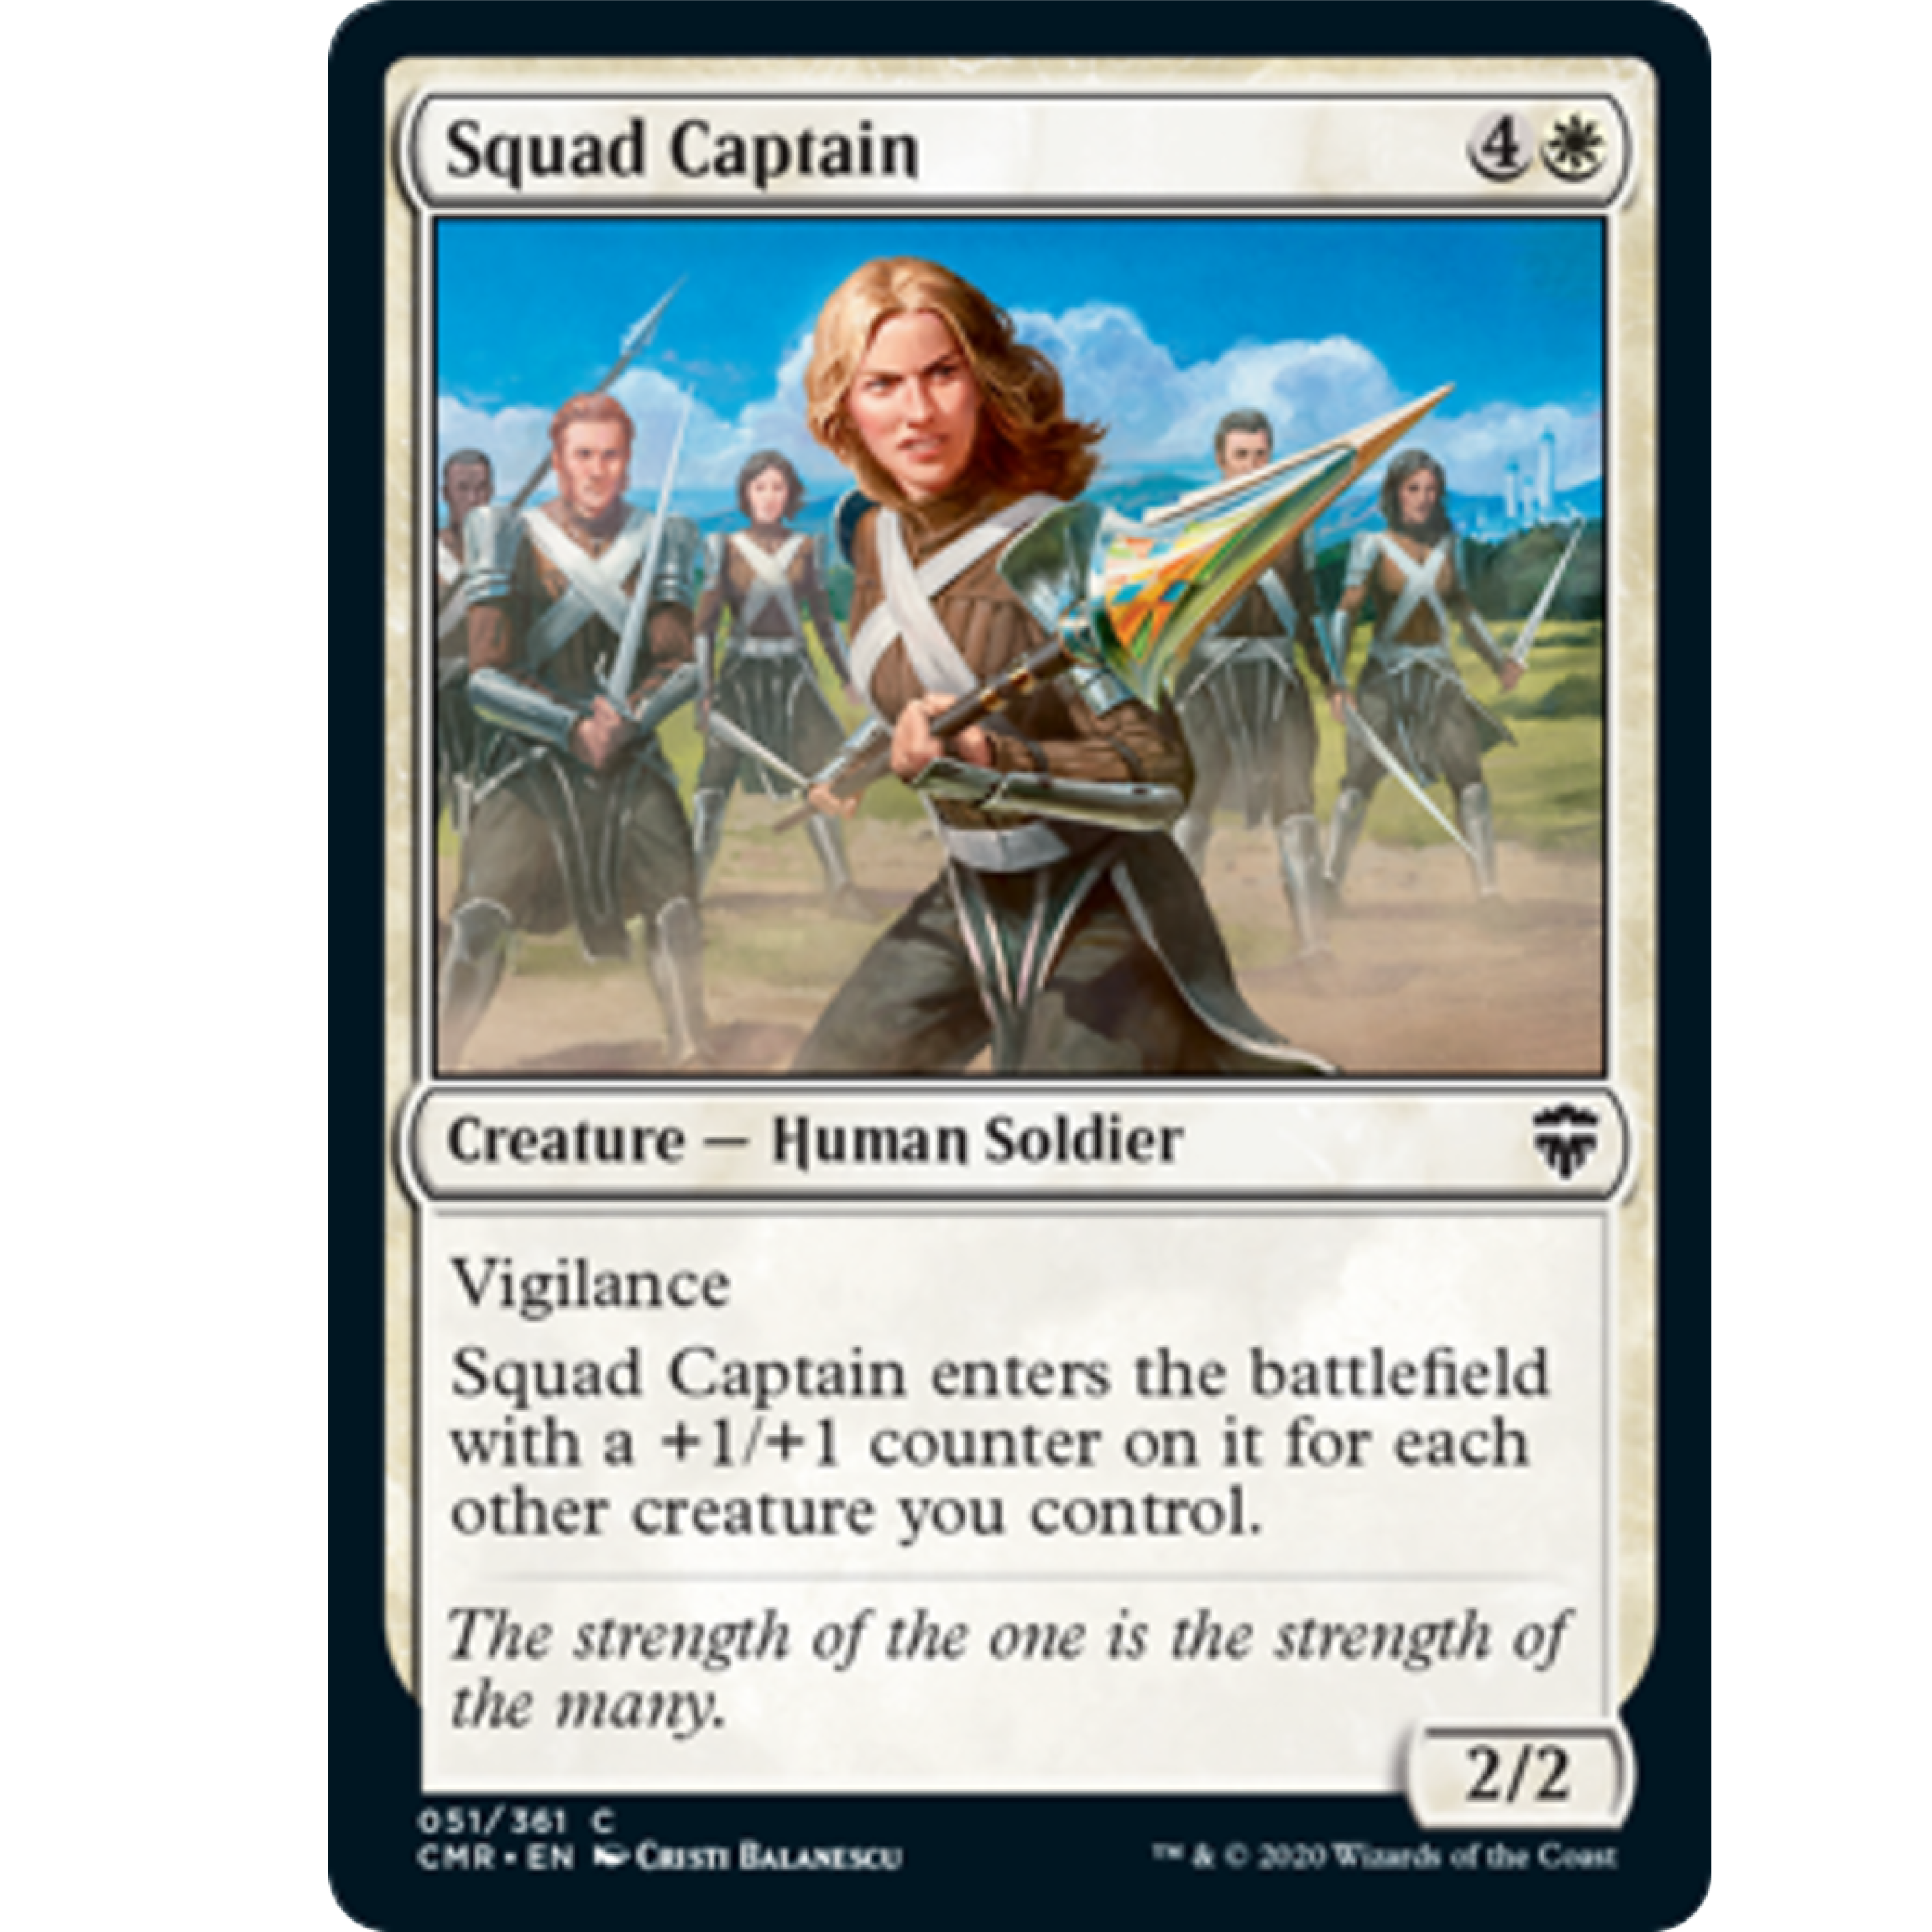 Squad Captain 4
Creature — Human Soldier
Vigilance
Squad Captain enters the battlefield
with a +1/+1 counter on it for each
other creature you control.
The strength of the one is the strength of
the many.
2/2
051/361 C
CMR • EN Cristi Balanescu
™ & © 2020 Wizards of the Coast